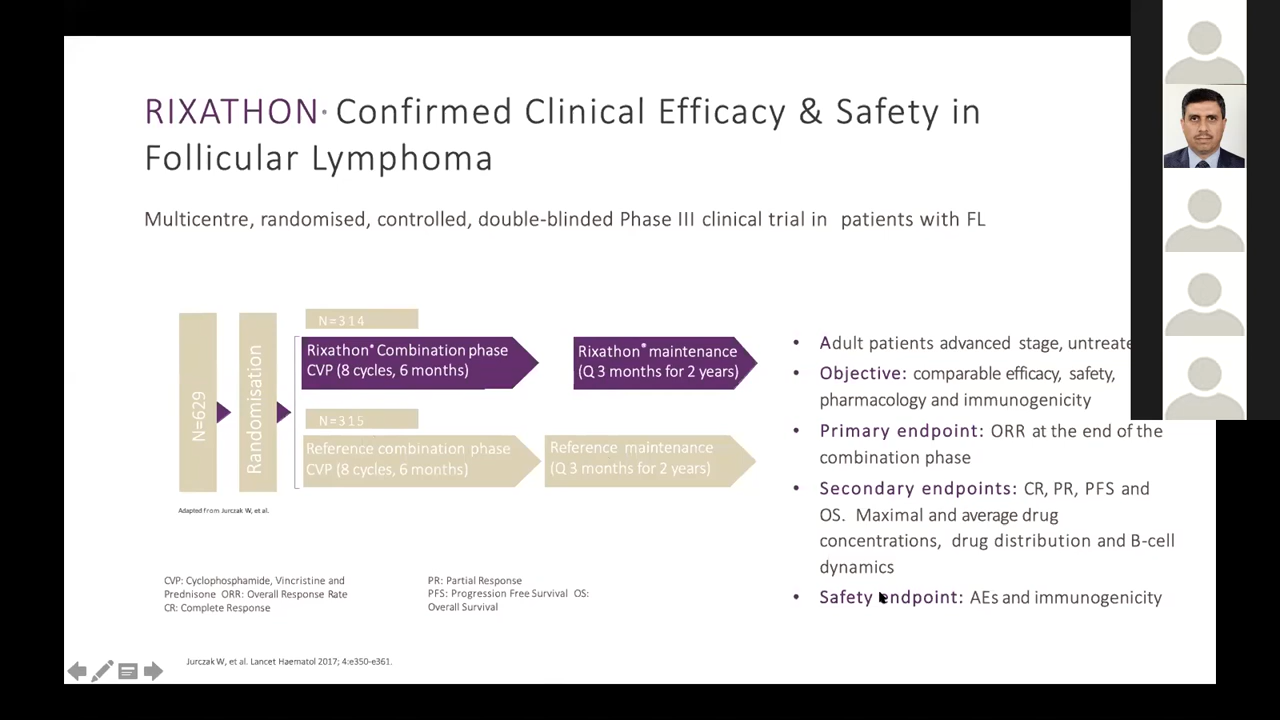 RIXATHON® Confirmed Clinical Efficacy & Safety in
Follicular Lymphoma
Multicentre, randomised, controlled, double-blinded Phase III clinical trial in patients with FL
N=629
Randomisation
N=314
Rixathon® Combination phase
CVP (8 cycles, 6 months)
Rixathon® maintenance
(Q 3 months for 2 years)
N=315
Reference combination phase
CVP (8 cycles, 6 months)
Reference maintenance
(Q 3 months for 2 years)
Adapted from Jurczak W, et al.
• Adult patients advanced stage,
• Objective: comparable efficacy, safety,
pharmacology and immunogenicity
• Primary endpoint: ORR at the end of the
combination phase
• Secondary endpoints: CR, PR, PFS and
OS. Maximal and average drug
concentrations, drug distribution and B-cell
dynamics
• Safety endpoint: AEs and immunogenicity
CVP: Cyclophosphamide, Vincristine and
Prednisone ORR: Overall Response Rate
CR: Complete Response
PR: Partial Response
PFS: Progression Free Survival OS:
Overall Survival
Jurczak W, et al. Lancet Haematol 2017; 4:e350-e361.